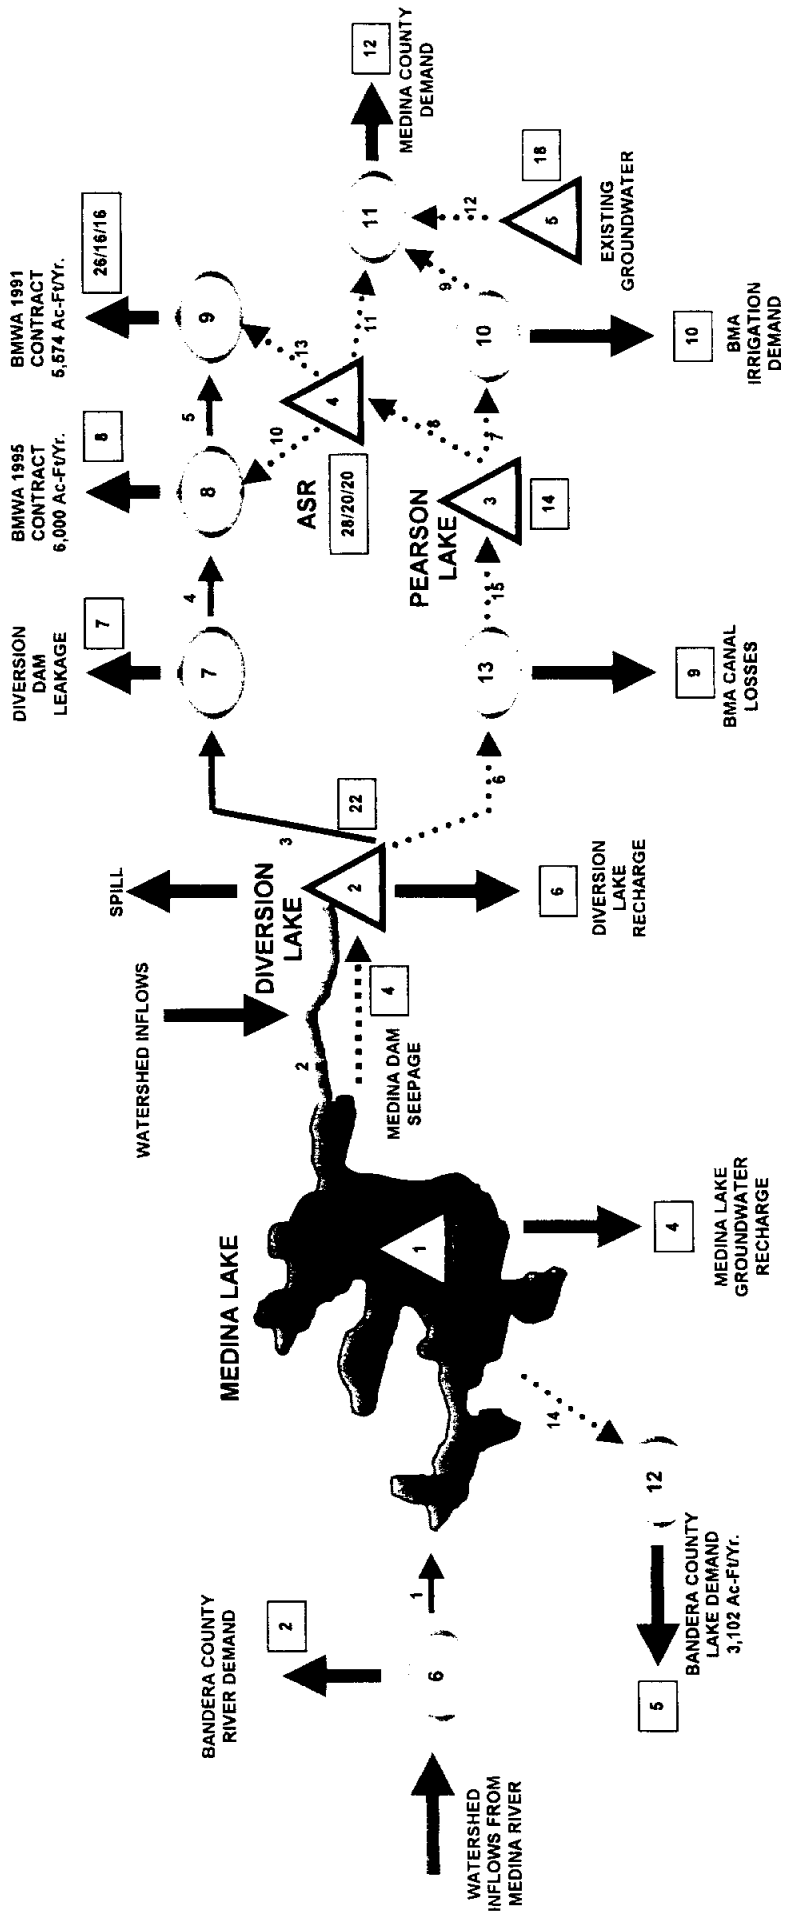 WATERSHED
INFLOWS FROM
MEDINA RIVER
6
BANDERA COUNTY
RIVER DEMAND
2
1
MEDINA LAKE
1
14
12
BANDERA COUNTY
LAKE DEMAND
3,102 Ac-Ft/Yr.
5
4
MEDINA LAKE
GROUNDWATER
RECHARGE
WATERSHED INFLOWS
2
4
MEDINA DAM
SEEPAGE
SPILL
DIVERSION
LAKE
2
22
6
DIVERSION
LAKE
RECHARGE
3
6
DIVERSION
DAM
LEAKAGE
7
7
4
13
9
BMA CANAL
LOSSES
15
BMWA 1995
CONTRACT
6,000 Ac-Ft/Yr.
8
8
5
PEARSON
LAKE
3
14
ASR
28/20/20
4
10
13
8
7
11
BMWA 1991
CONTRACT
5,574 Ac-Ft/Yr.
26/16/16
9
10
10
BMA
IRRIGATION
DEMAND
9
11
12
MEDINA COUNTY
DEMAND
12
5
18
EXISTING
GROUNDWATER